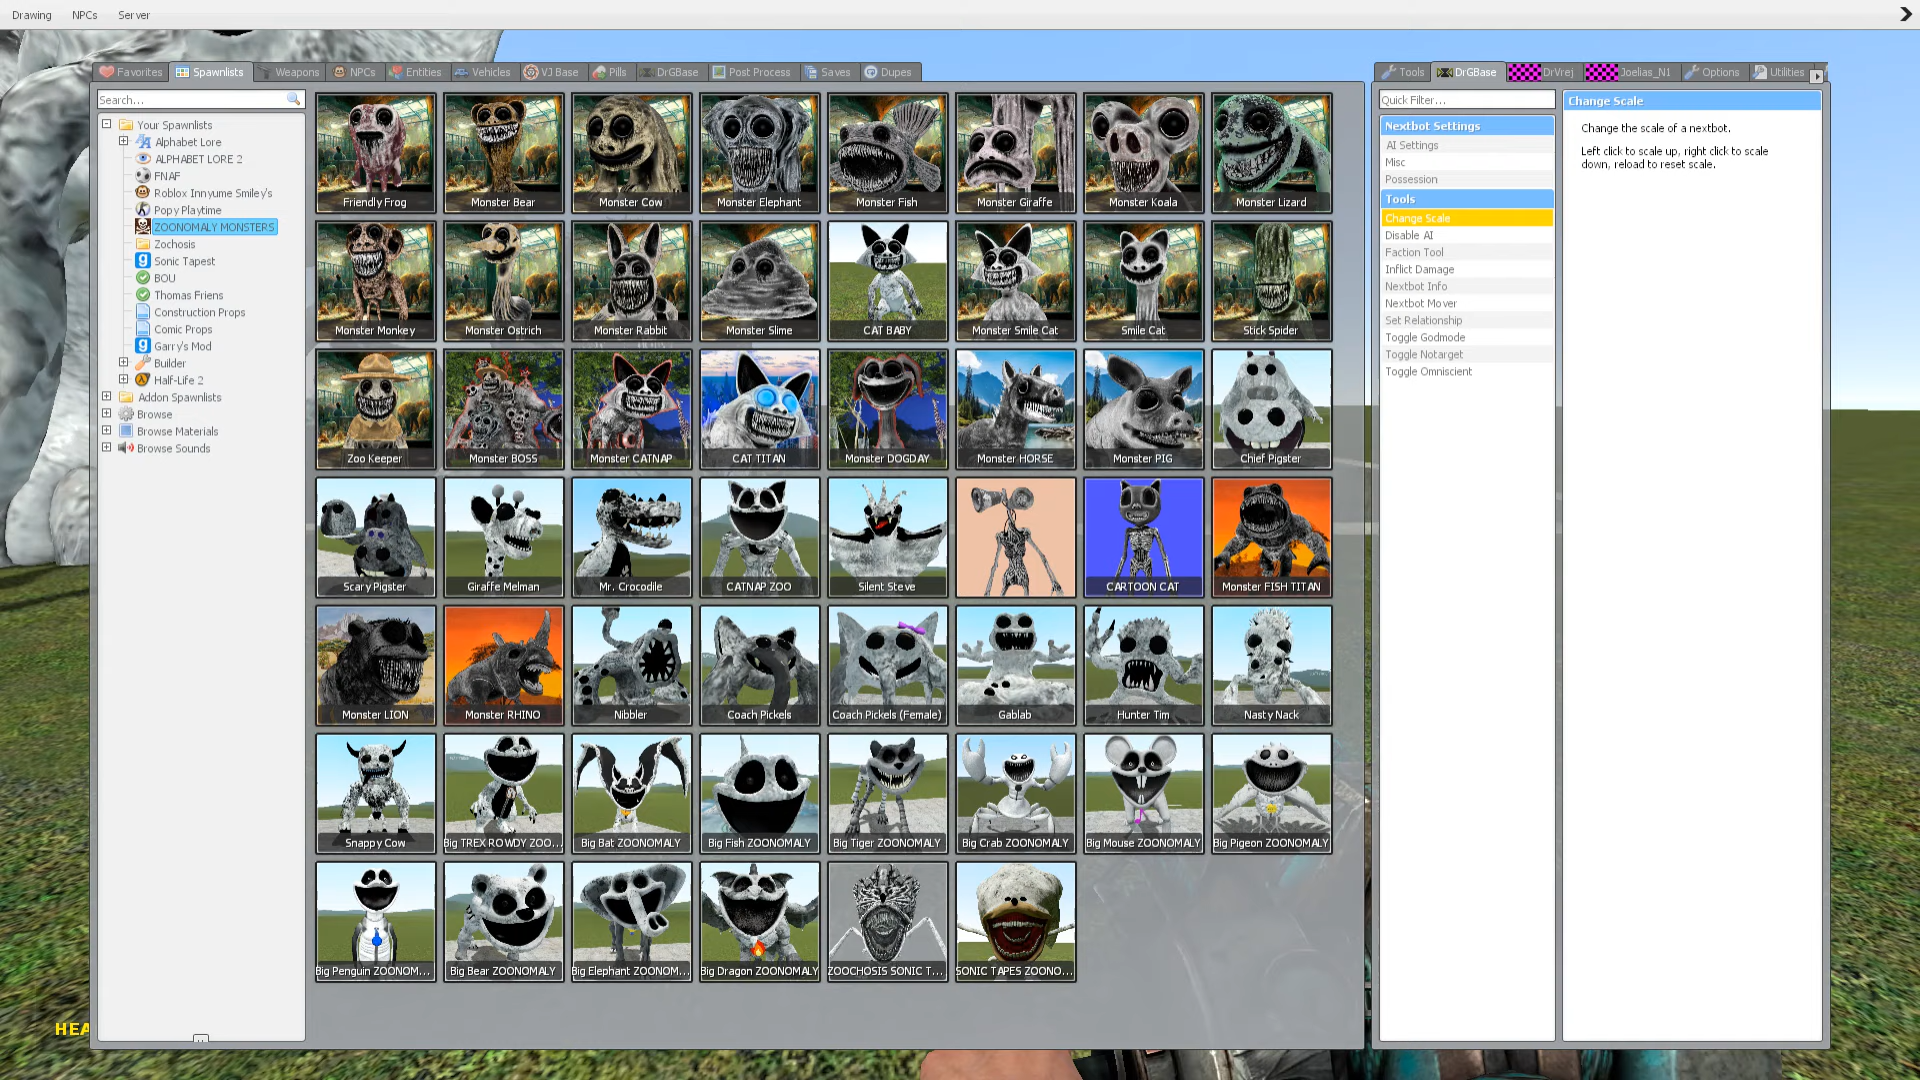 Drawing NPCs Server
Favorites Spawnlists Weapons NPCs Entities Vehicles VJ Base Pills DrGBase Post Process Saves Dupes
Search...
Your Spawnlists
Alphabet Lore
ALPHABET LORE 2
FNAF
Roblox Innyume Smiley's
Popy Playtime
ZOONOMALY MONSTERS
Zochosis
Sonic Tapest
BOU
Thomas Friens
Construction Props
Comic Props
Garry's Mod
Builder
Half-Life 2
Addon Spawnlists
Browse
Browse Materials
Browse Sounds
Friendly Frog Monster Bear Monster Cow Monster Elephant Monster Fish Monster Giraffe Monster Koala Monster Lizard
Monster Monkey Monster Ostrich Monster Rabbit Monster Slime CAT BABY Monster Smile Cat Smile Cat Stick Spider
Zoo Keeper Monster BOSS Monster CATNAP CAT TITAN Monster DOGDAY Monster HORSE Monster PIG Chief Pigster
Scary Pigster Giraffe Melman Mr. Crocodile CATNAP ZOO Silent Steve CARTOON CAT Monster FISH TITAN
Monster LION Monster RHINO Nibbler Coach Pickels Coach Pickels (Female) Gablab Hunter Tim Nasty Nack
Snappy Cow Big TREX ROWDY ZOO... Big Bat ZOONOMALY Big Fish ZOONOMALY Big Tiger ZOONOMALY Big Crab ZOONOMALY Big Mouse ZOONOMALY Big Pigeon ZOONOMALY
Big Penguin ZOONOM... Big Bear ZOONOMALY Big Elephant ZOONOM... Big Dragon ZOONOMALY ZOOCHOSIS SONIC T... SONIC TAPES ZOONO...
HEA
Tools DrGBase DrVrej Joelias_N1 Options Utilities
Quick Filter...
Nextbot Settings
AI Settings
Misc
Possession
Tools
Change Scale
Disable AI
Faction Tool
Inflict Damage
Nextbot Info
Nextbot Mover
Set Relationship
Toggle Godmode
Toggle Notarget
Toggle Omniscient
Change Scale
Change the scale of a nextbot.
Left click to scale up, right click to scale
down, reload to reset scale.